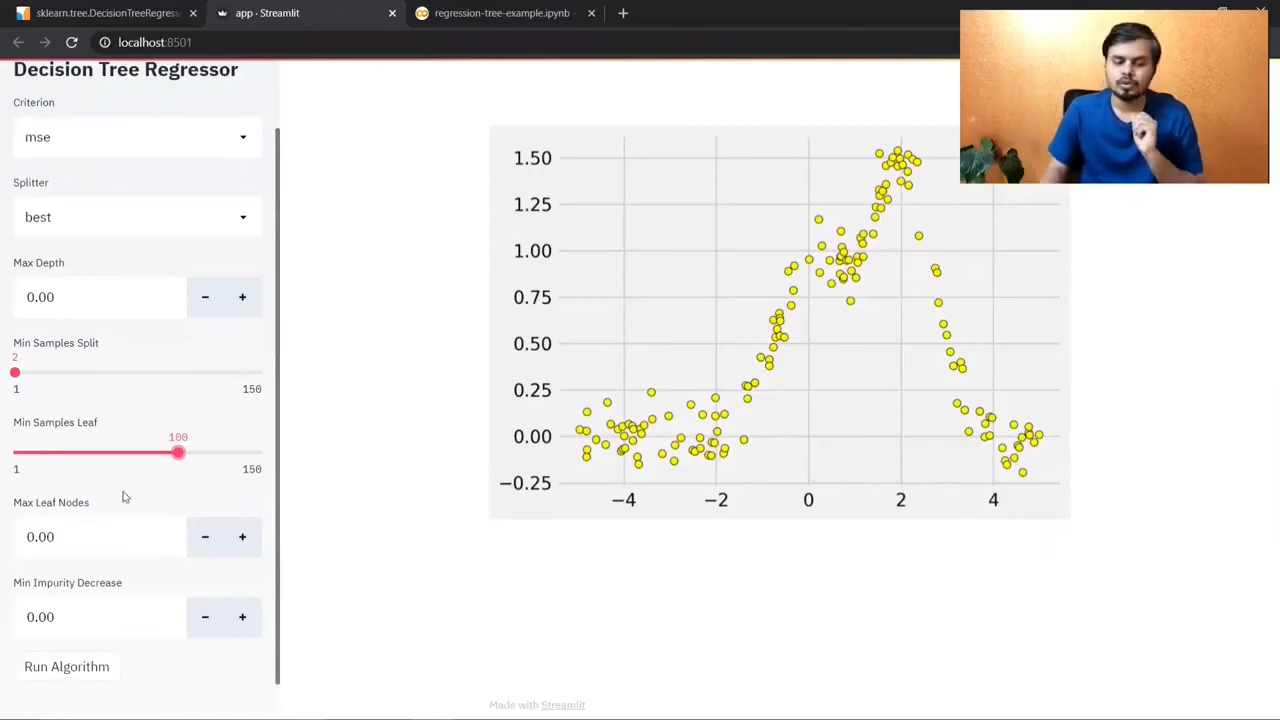 sklearn.tree.DecisionTreeRegress
app · Streamlit
regression-tree-example.ipynb
localhost:8501
Decision Tree Regressor
Criterion
mse
Splitter
best
Max Depth
0.00
Min Samples Split
2
1 150
Min Samples Leaf
100
1 150
Max Leaf Nodes
0.00
Min Impurity Decrease
0.00
Run Algorithm
1.50
1.25
1.00
0.75
0.50
0.25
0.00
−0.25
−4 −2 0 2 4
Made with Streamlit